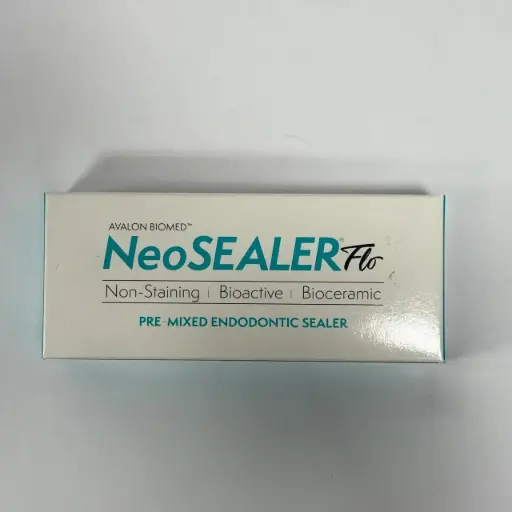 AVALON BIOMED™
NeoSEALER® Flo
Non-Staining | Bioactive | Bioceramic
PRE-MIXED ENDODONTIC SEALER